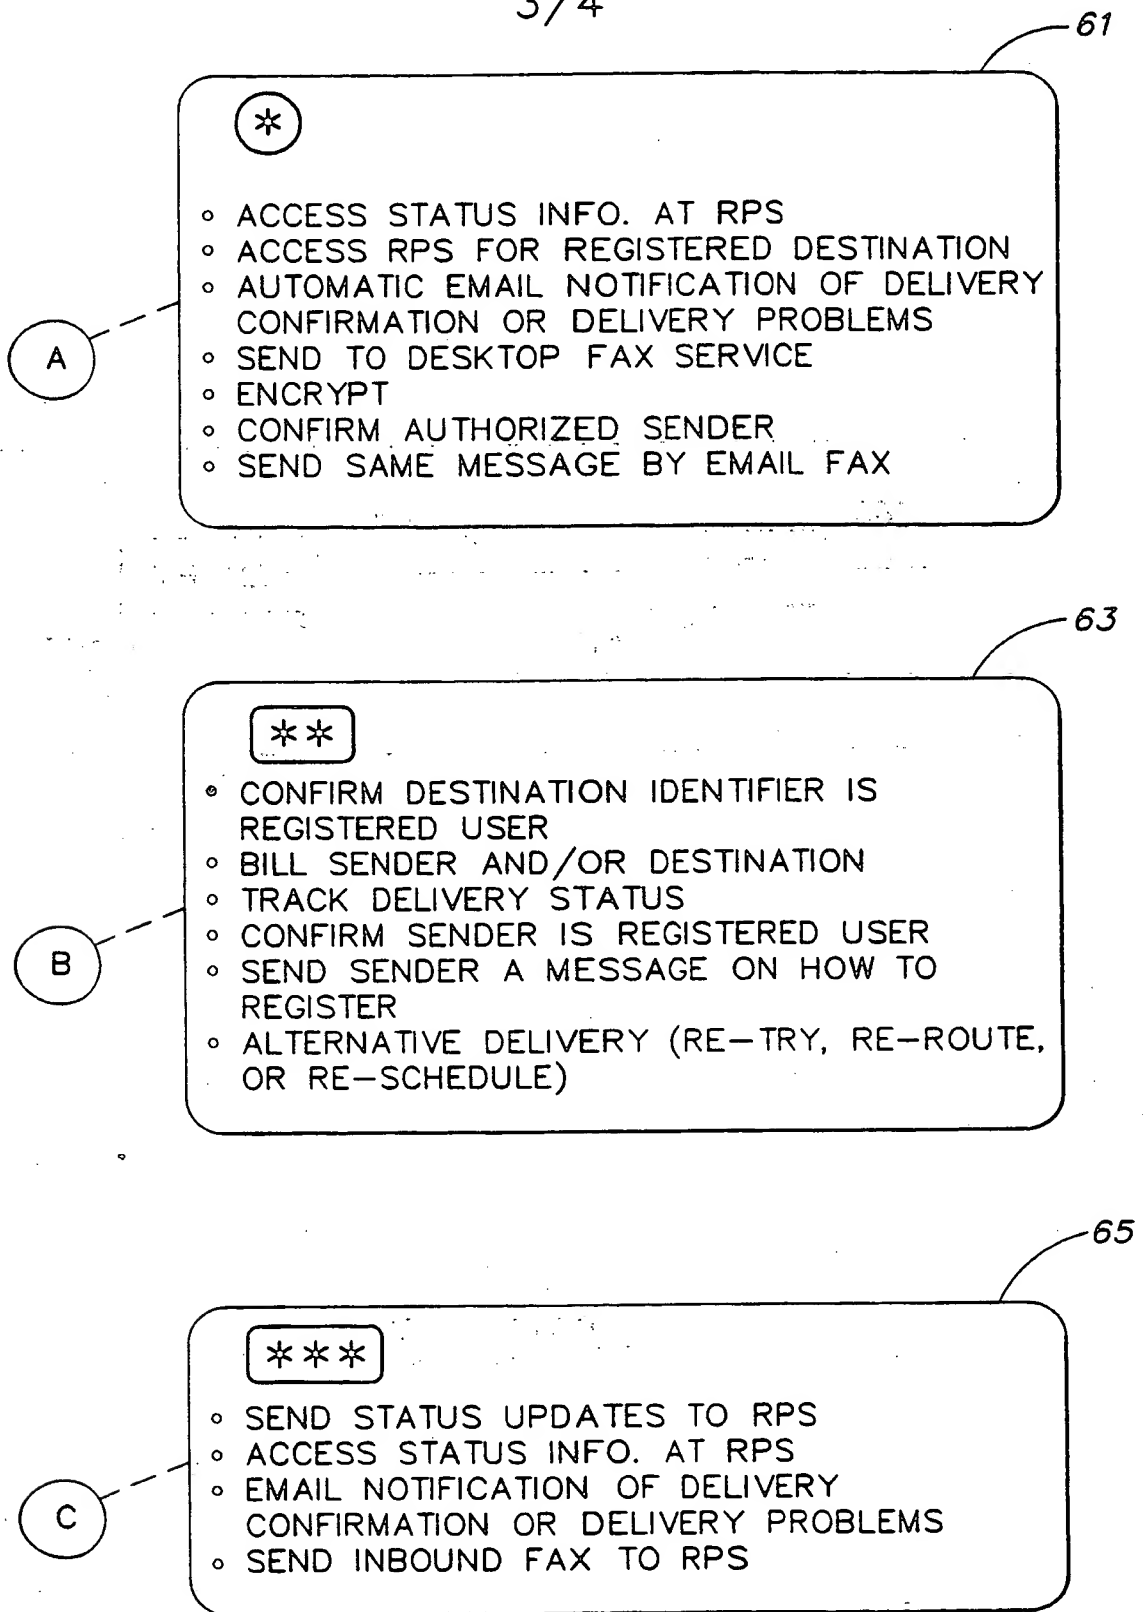 3/4
61
*
° ACCESS STATUS INFO. AT RPS
° ACCESS RPS FOR REGISTERED DESTINATION
° AUTOMATIC EMAIL NOTIFICATION OF DELIVERY
CONFIRMATION OR DELIVERY PROBLEMS
A
° SEND TO DESKTOP FAX SERVICE
° ENCRYPT
° CONFIRM AUTHORIZED SENDER
° SEND SAME MESSAGE BY EMAIL FAX
63
**
° CONFIRM DESTINATION IDENTIFIER IS
REGISTERED USER
° BILL SENDER AND/OR DESTINATION
° TRACK DELIVERY STATUS
° CONFIRM SENDER IS REGISTERED USER
B
° SEND SENDER A MESSAGE ON HOW TO
REGISTER
° ALTERNATIVE DELIVERY (RE-TRY, RE-ROUTE,
OR RE-SCHEDULE)
65
***
° SEND STATUS UPDATES TO RPS
° ACCESS STATUS INFO. AT RPS
° EMAIL NOTIFICATION OF DELIVERY
CONFIRMATION OR DELIVERY PROBLEMS
C
° SEND INBOUND FAX TO RPS